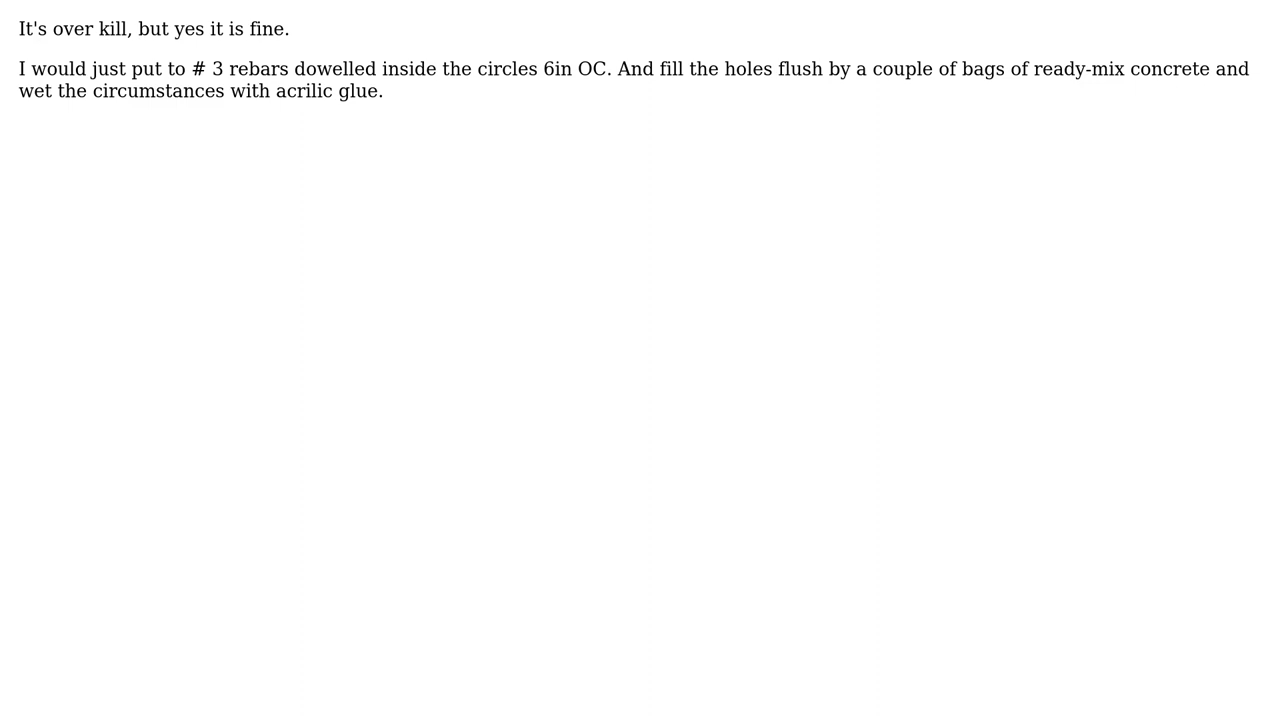 It's over kill, but yes it is fine.
I would just put to # 3 rebars dowelled inside the circles 6in OC. And fill the holes flush by a couple of bags of ready-mix concrete and
wet the circumstances with acrilic glue.